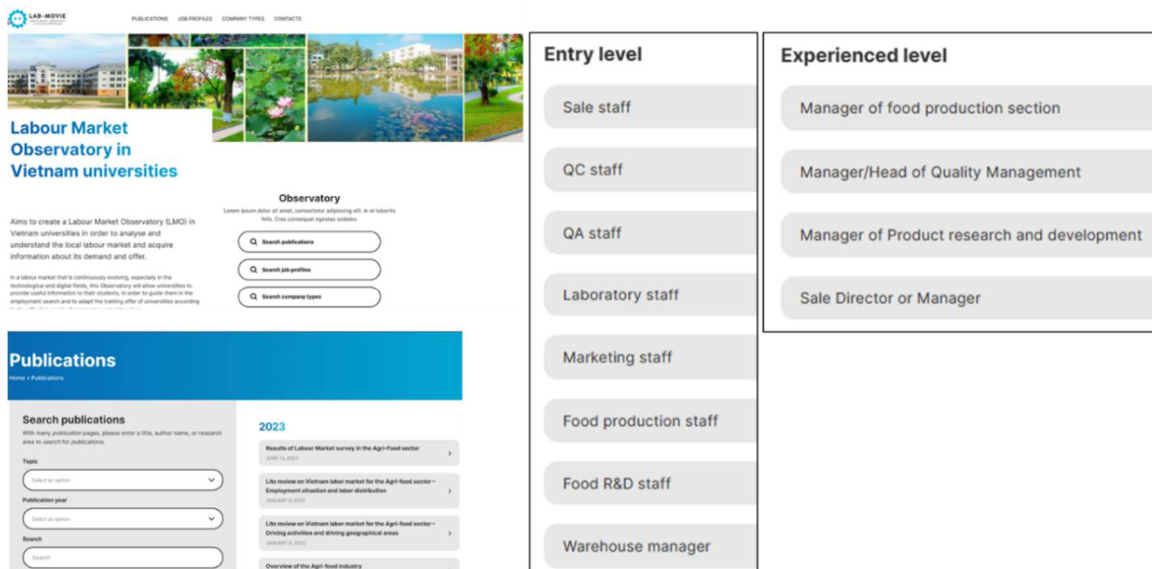 LAB-MOVIE
PUBLICATIONS JOB PROFILES COMPANY TYPES CONTACTS
Labour Market
Observatory in
Vietnam universities
Aims to create a Labour Market Observatory (LMO) in
Vietnam universities in order to analyse and
understand the local labour market and acquire
information about its demand and offer.
In a labour market that is continuously evolving, especially in the
technological and digital fields, this Observatory will allow universities to
provide useful information to their students, in order to guide them in the
employment search and to adapt the training offer of universities according
Observatory
Lorem ipsum dolor sit amet, consectetur adipiscing elit. In et lobortis
felis. Cras consequat egestas sodales.
Search publications
Search job profiles
Search company types
Publications
Home » Publications
Search publications
With many publication pages, please enter a title, author name, or research
area to search for publications.
Topic
Select an option
Publication year
Select an option
Search
Search
2023
Results of Labour Market survey in the Agri-Food sector
JUNE 13, 2023
Lite review on Vietnam labor market for the Agri-food sector –
Employment situation and labor distribution
Lite review on Vietnam labor market for the Agri-food sector –
Driving activities and driving geographical areas
Overview of the Agri-food industry
Entry level
Sale staff
QC staff
QA staff
Laboratory staff
Marketing staff
Food production staff
Food R&D staff
Warehouse manager
Experienced level
Manager of food production section
Manager/Head of Quality Management
Manager of Product research and development
Sale Director or Manager